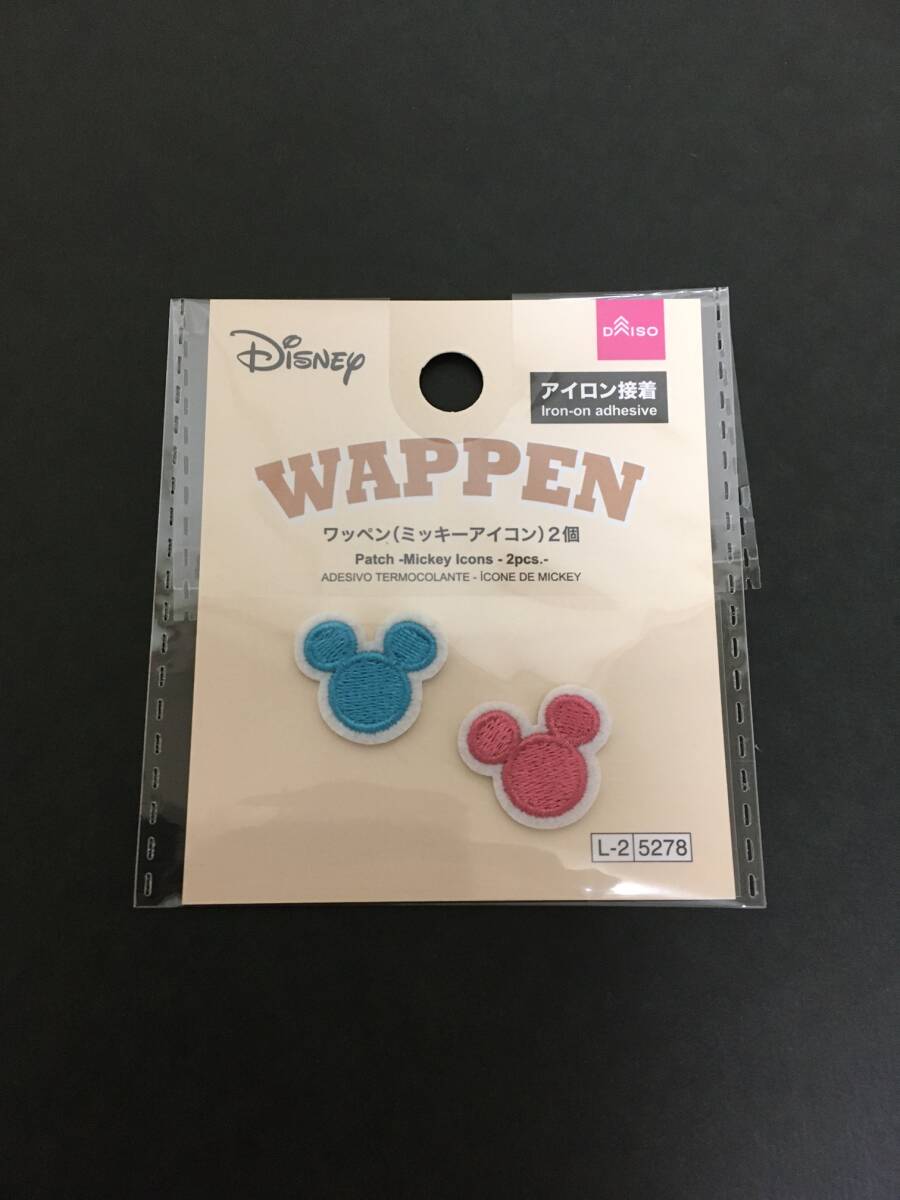 Disney
DAISO
アイロン接着
Iron-on adhesive
WAPPEN
ワッペン(ミッキーアイコン)2個
Patch -Mickey Icons - 2pcs.-
ADESIVO TERMOCOLANTE - ÍCONE DE MICKEY
L-2 5278